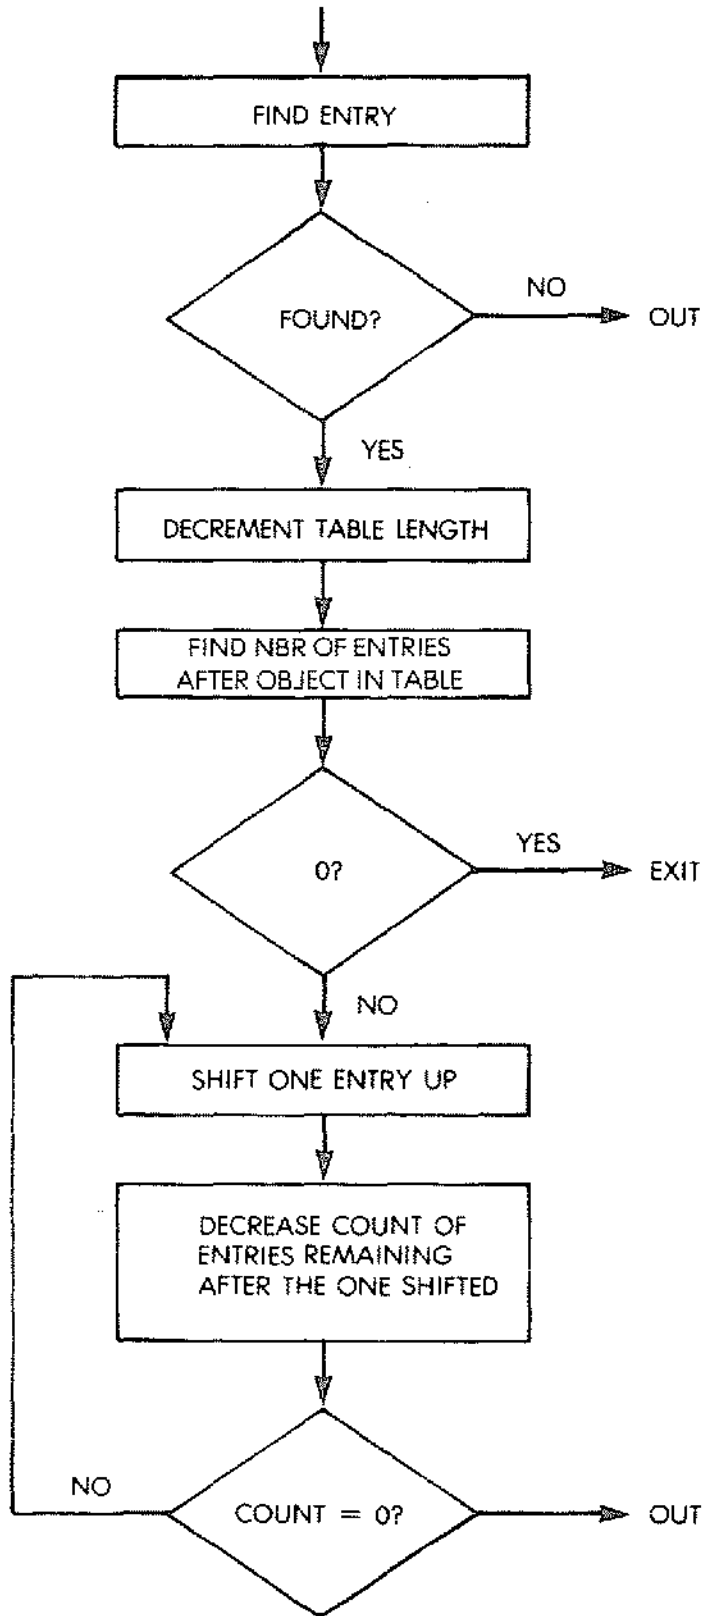 FIND ENTRY
FOUND?
NO
OUT
YES
DECREMENT TABLE LENGTH
FIND NBR OF ENTRIES
AFTER OBJECT IN TABLE
0?
YES
EXIT
NO
SHIFT ONE ENTRY UP
DECREASE COUNT OF
ENTRIES REMAINING
AFTER THE ONE SHIFTED
NO
COUNT = 0?
OUT